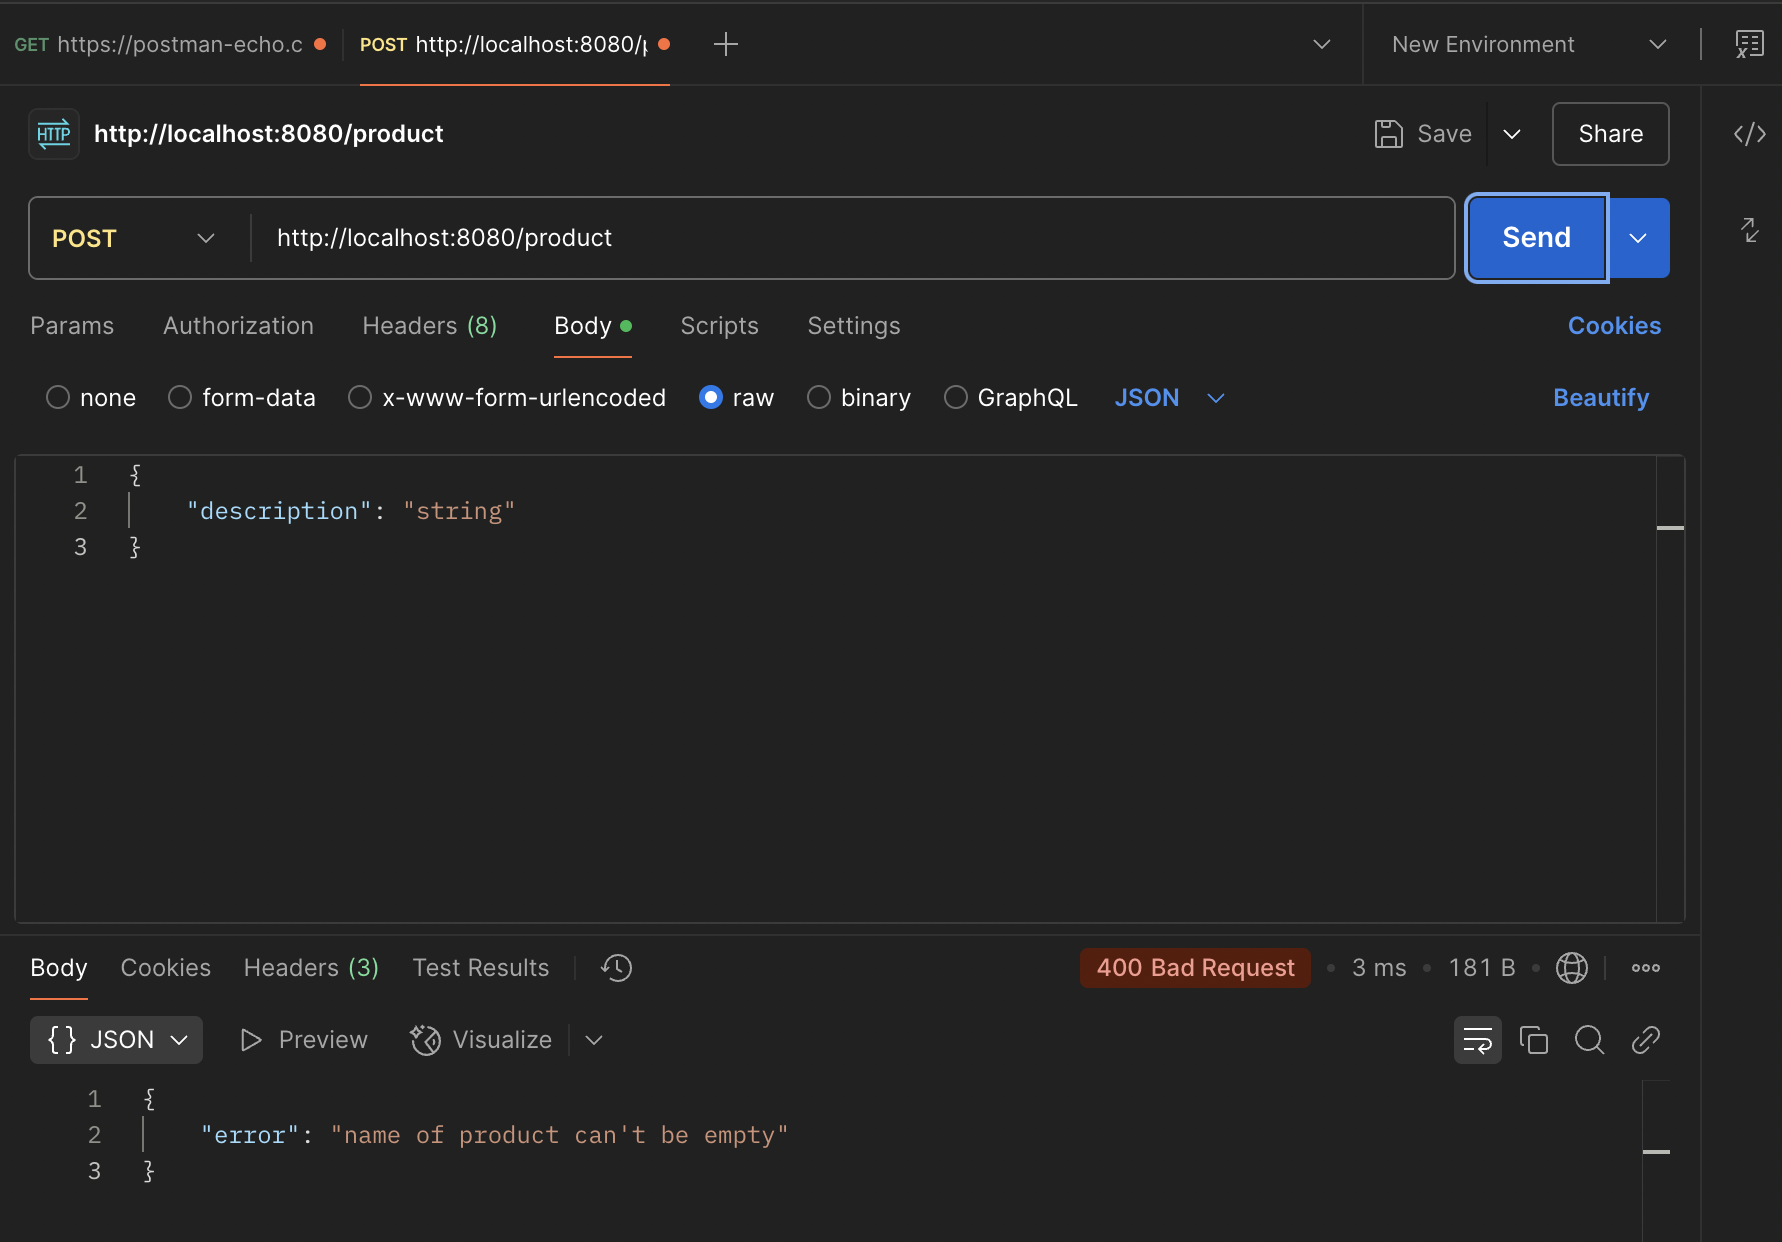 GET https://postman-echo.c POST http://localhost:8080/p New Environment
HTTP http://localhost:8080/product Save Share
POST http://localhost:8080/product Send
Params Authorization Headers (8) Body Scripts Settings Cookies
none form-data x-www-form-urlencoded raw binary GraphQL JSON Beautify
1 {
2 "description": "string"
3 }
Body Cookies Headers (3) Test Results 400 Bad Request • 3 ms • 181 B •
{} JSON Preview Visualize
1 {
2 "error": "name of product can't be empty"
3 }